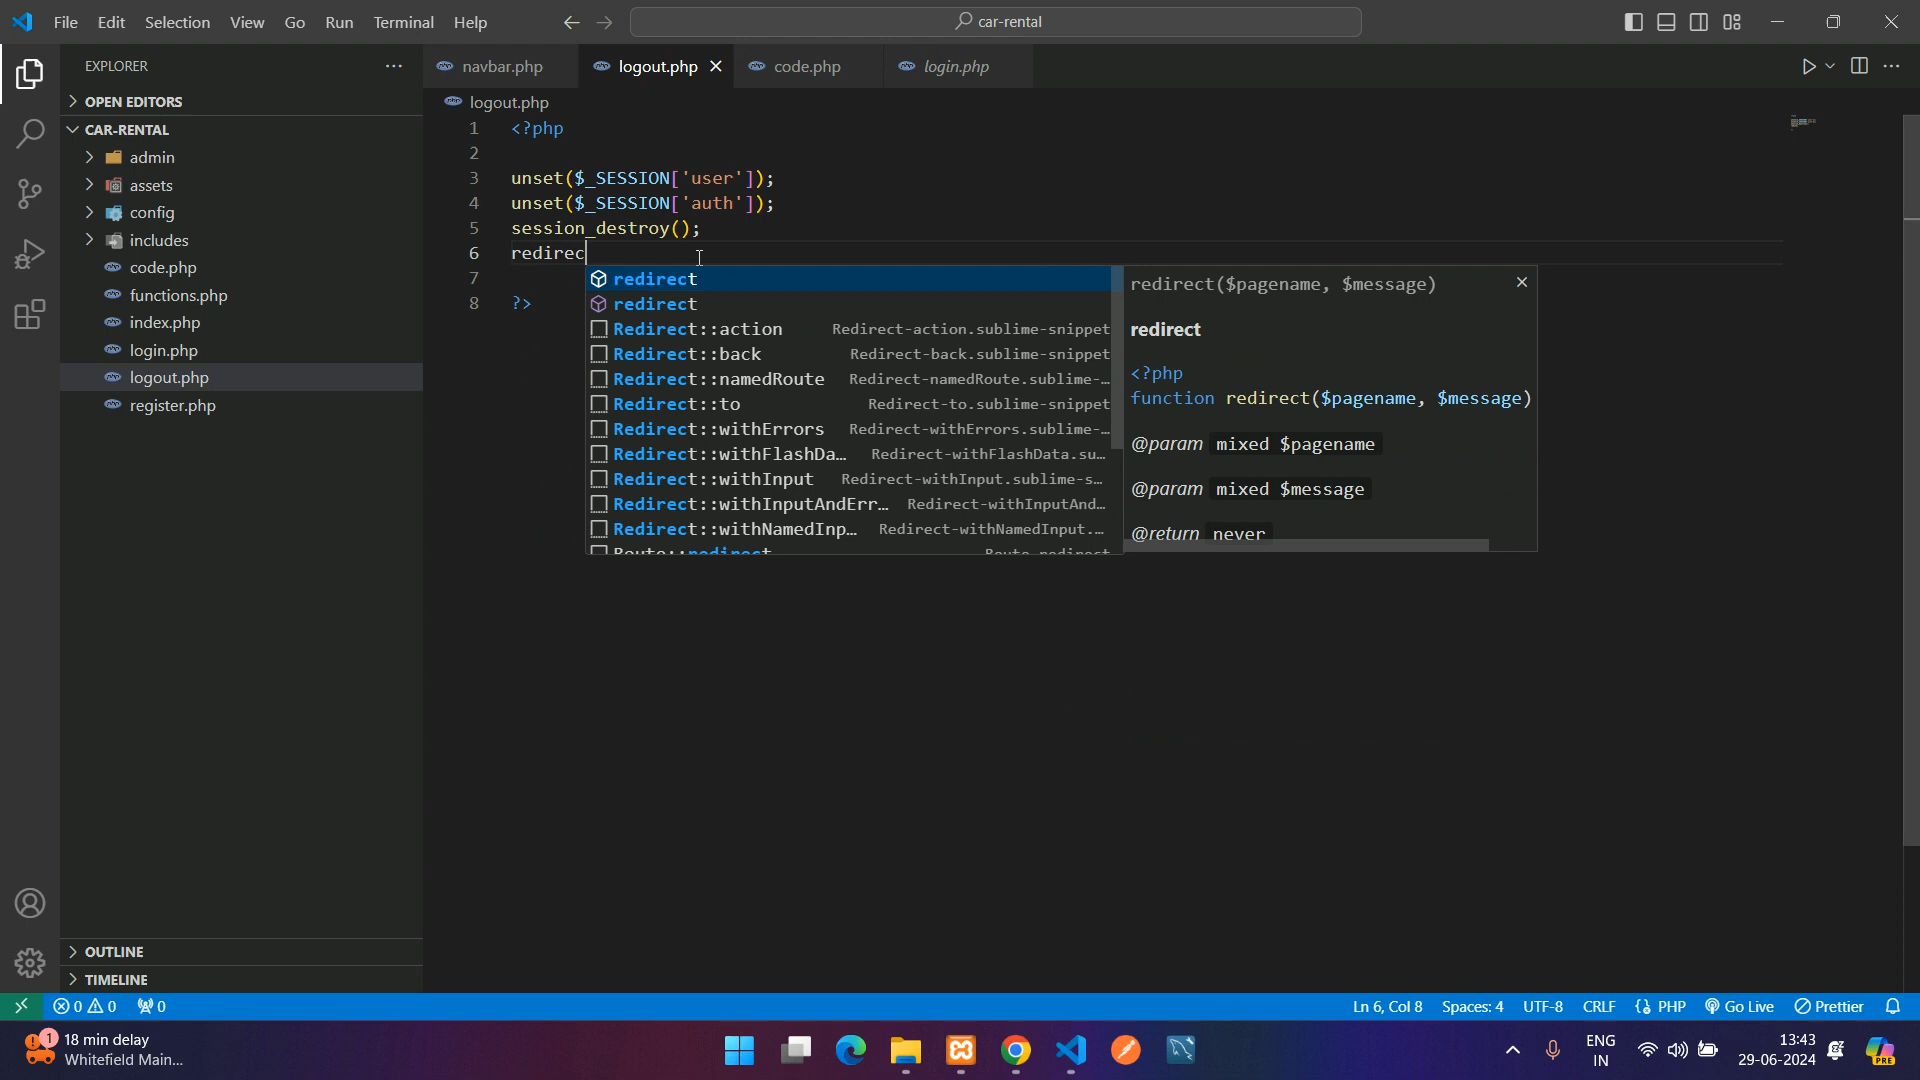 File Edit Selection View Go Run Terminal Help
car-rental
EXPLORER
OPEN EDITORS
CAR-RENTAL
admin
assets
config
includes
code.php
functions.php
index.php
login.php
logout.php
register.php
OUTLINE
TIMELINE
navbar.php logout.php code.php login.php
logout.php
1 <?php
2
3 unset($_SESSION['user']);
4 unset($_SESSION['auth']);
5 session_destroy();
6 redirec
7
8 ?>
redirect
redirect
Redirect::action Redirect-action.sublime-snippet
Redirect::back Redirect-back.sublime-snippet
Redirect::namedRoute Redirect-namedRoute.sublime-…
Redirect::to Redirect-to.sublime-snippet
Redirect::withErrors Redirect-withErrors.sublime-…
Redirect::withFlashDa… Redirect-withFlashData.su…
Redirect::withInput Redirect-withInput.sublime-s…
Redirect::withInputAndErr… Redirect-withInputAnd…
Redirect::withNamedInp… Redirect-withNamedInput.…
Route::redirect Route redirect
redirect($pagename, $message)
redirect
<?php
function redirect($pagename, $message)
@param mixed $pagename
@param mixed $message
@return never
0 0 0
Ln 6, Col 8 Spaces: 4 UTF-8 CRLF PHP Go Live Prettier
1
18 min delay
Whitefield Main...
ENG
IN
13:43
29-06-2024
PRE